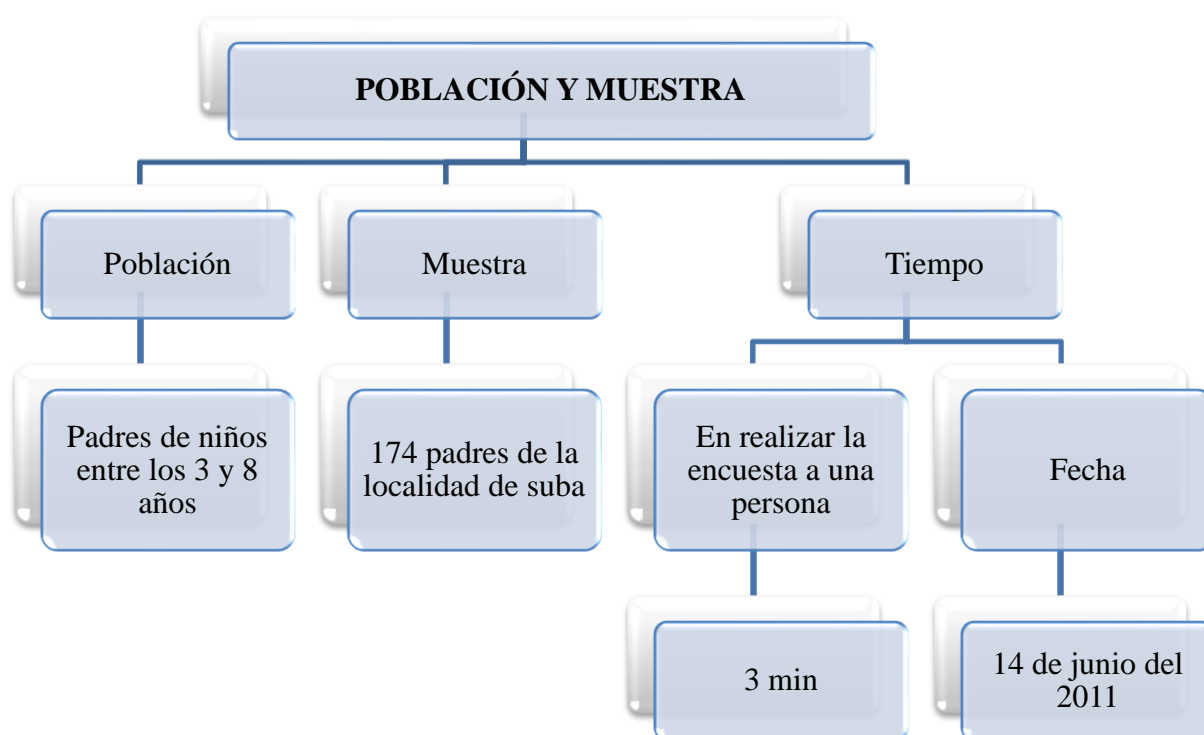 POBLACIÓN Y MUESTRA
Población
Muestra
Tiempo
Padres de niños
entre los 3 y 8
años
174 padres de la
localidad de suba
En realizar la
encuesta a una
persona
Fecha
3 min
14 de junio del
2011